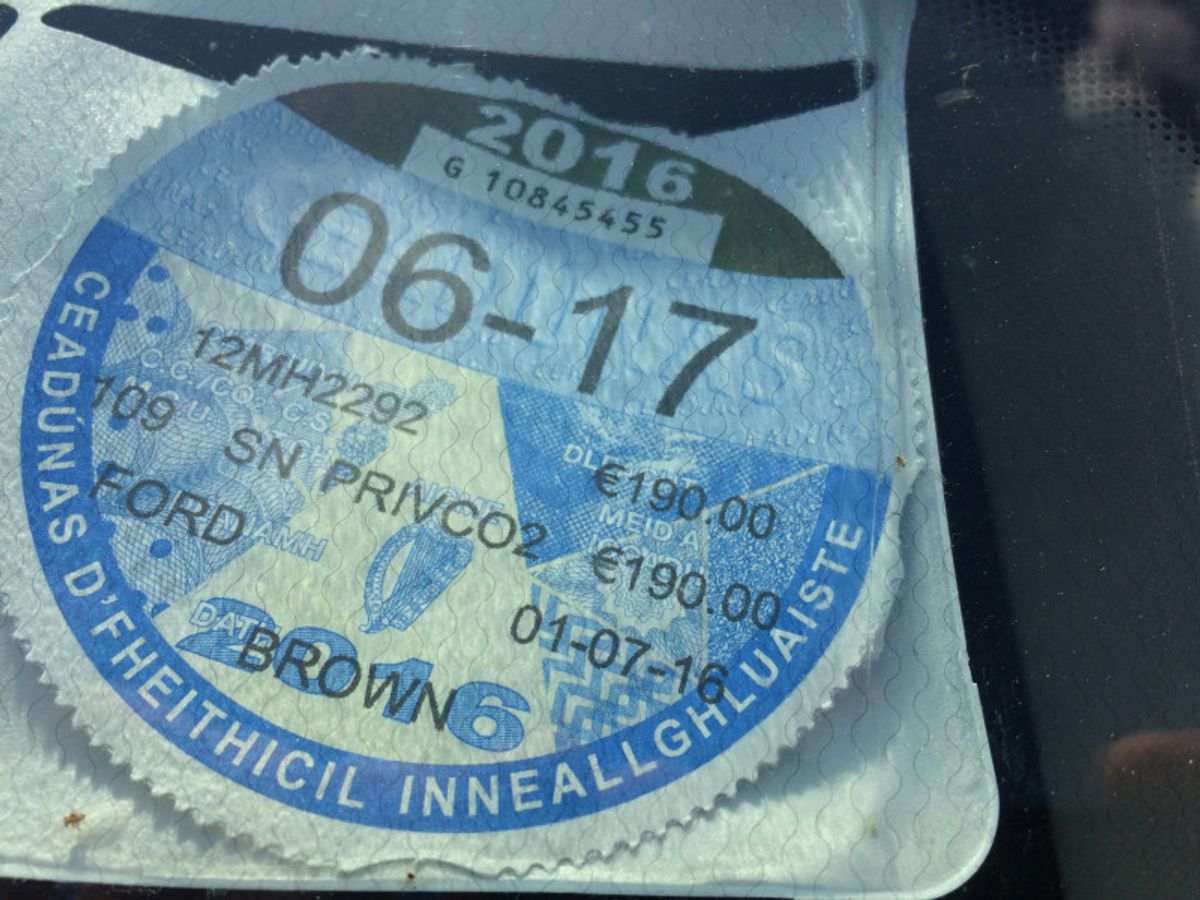 2016
G 10845455
06-17
12MH2292
109 SN PRIVCO2
FORD
€190.00
MEID A
€190.00
01-07-16
2016
BROWN
CEADÚNAS D'FHEITHICIL INNEALLGHLUAISTE